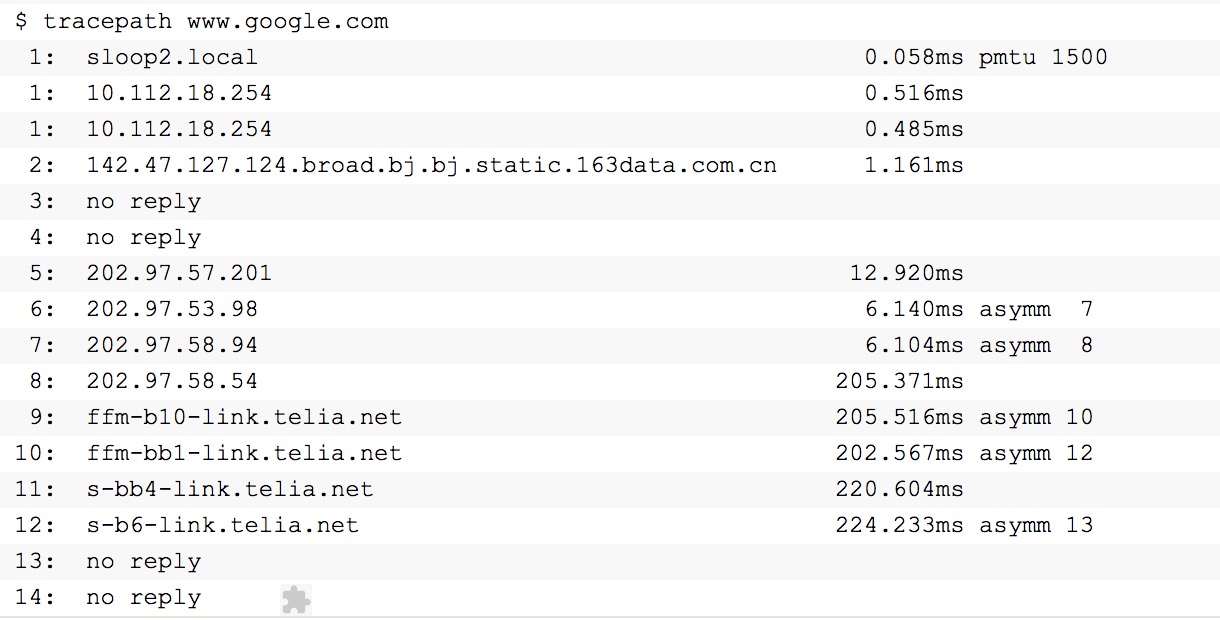 $ tracepath www.google.com
1: sloop2.local 0.058ms pmtu 1500
1: 10.112.18.254 0.516ms
1: 10.112.18.254 0.485ms
2: 142.47.127.124.broad.bj.bj.static.163data.com.cn 1.161ms
3: no reply
4: no reply
5: 202.97.57.201 12.920ms
6: 202.97.53.98 6.140ms asymm 7
7: 202.97.58.94 6.104ms asymm 8
8: 202.97.58.54 205.371ms
9: ffm-b10-link.telia.net 205.516ms asymm 10
10: ffm-bb1-link.telia.net 202.567ms asymm 12
11: s-bb4-link.telia.net 220.604ms
12: s-b6-link.telia.net 224.233ms asymm 13
13: no reply
14: no reply